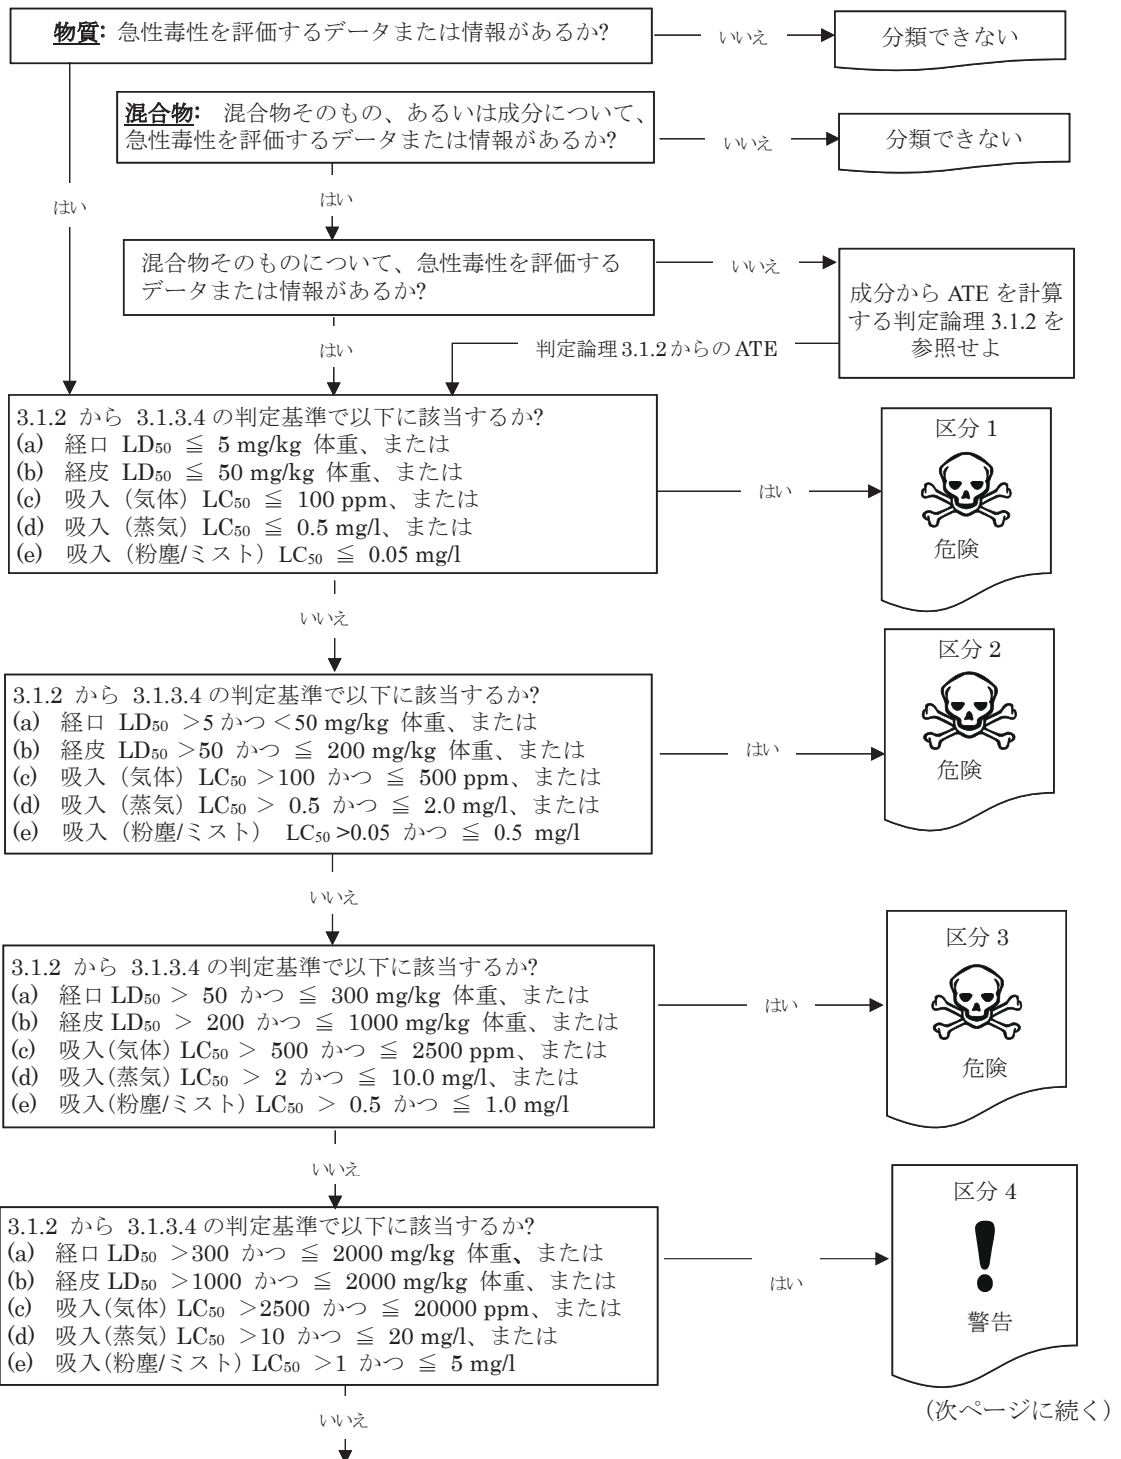 物質: 急性毒性を評価するデータまたは情報があるか?
いいえ
分類できない
混合物: 混合物そのもの、あるいは成分について、
急性毒性を評価するデータまたは情報があるか?
いいえ
分類できない
はい
はい
混合物そのものについて、急性毒性を評価する
データまたは情報があるか?
いいえ
成分から ATE を計算
する判定論理 3.1.2 を
参照せよ
はい
判定論理3.1.2からのATE
3.1.2 から 3.1.3.4 の判定基準で以下に該当するか?
(a) 経口 LD50 ≦ 5 mg/kg 体重、または
(b) 経皮 LD50 ≦ 50 mg/kg 体重、または
(c) 吸入（気体）LC50 ≦ 100 ppm、または
(d) 吸入（蒸気）LC50 ≦ 0.5 mg/l、または
(e) 吸入（粉塵/ミスト）LC50 ≦ 0.05 mg/l
はい
区分 1
危険
いいえ
3.1.2 から 3.1.3.4 の判定基準で以下に該当するか?
(a) 経口 LD50 >5 かつ <50 mg/kg 体重、または
(b) 経皮 LD50 >50 かつ ≦ 200 mg/kg 体重、または
(c) 吸入（気体）LC50 >100 かつ ≦ 500 ppm、または
(d) 吸入（蒸気）LC50 > 0.5 かつ ≦ 2.0 mg/l、または
(e) 吸入（粉塵/ミスト） LC50 >0.05 かつ ≦ 0.5 mg/l
はい
区分 2
危険
いいえ
3.1.2 から 3.1.3.4 の判定基準で以下に該当するか?
(a) 経口 LD50 > 50 かつ ≦ 300 mg/kg 体重、または
(b) 経皮 LD50 > 200 かつ ≦ 1000 mg/kg 体重、または
(c) 吸入(気体) LC50 > 500 かつ ≦ 2500 ppm、または
(d) 吸入(蒸気) LC50 > 2 かつ ≦ 10.0 mg/l、または
(e) 吸入(粉塵/ミスト) LC50 > 0.5 かつ ≦ 1.0 mg/l
はい
区分 3
危険
いいえ
3.1.2 から 3.1.3.4 の判定基準で以下に該当するか?
(a) 経口 LD50 >300 かつ ≦ 2000 mg/kg 体重、または
(b) 経皮 LD50 >1000 かつ ≦ 2000 mg/kg 体重、または
(c) 吸入(気体) LC50 >2500 かつ ≦ 20000 ppm、または
(d) 吸入(蒸気) LC50 >10 かつ ≦ 20 mg/l、または
(e) 吸入(粉塵/ミスト) LC50 >1 かつ ≦ 5 mg/l
はい
区分 4
警告
(次ページに続く)
いいえ